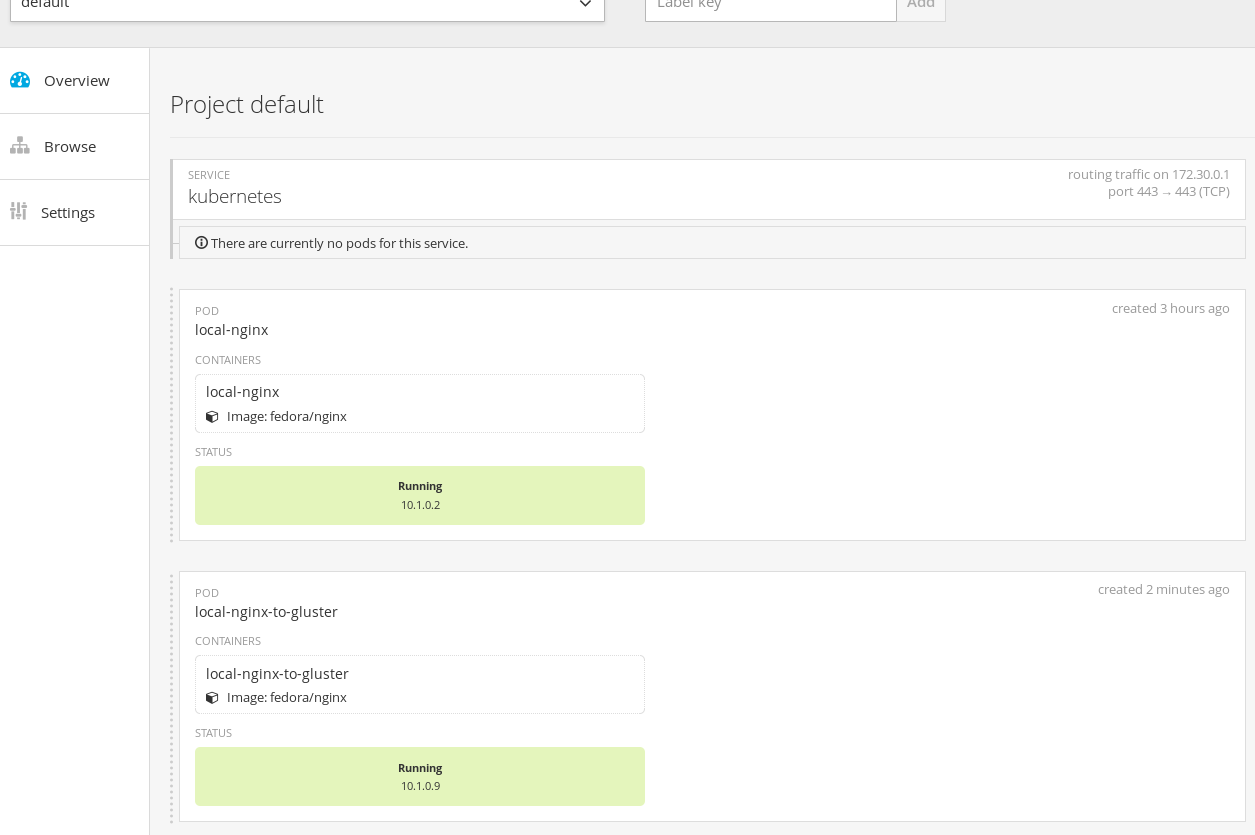 default
Label key
Add
Overview
Browse
Settings
Project default
SERVICE
kubernetes
routing traffic on 172.30.0.1
port 443 → 443 (TCP)
There are currently no pods for this service.
POD
local-nginx
created 3 hours ago
CONTAINERS
local-nginx
Image: fedora/nginx
STATUS
Running
10.1.0.2
POD
local-nginx-to-gluster
created 2 minutes ago
CONTAINERS
local-nginx-to-gluster
Image: fedora/nginx
STATUS
Running
10.1.0.9